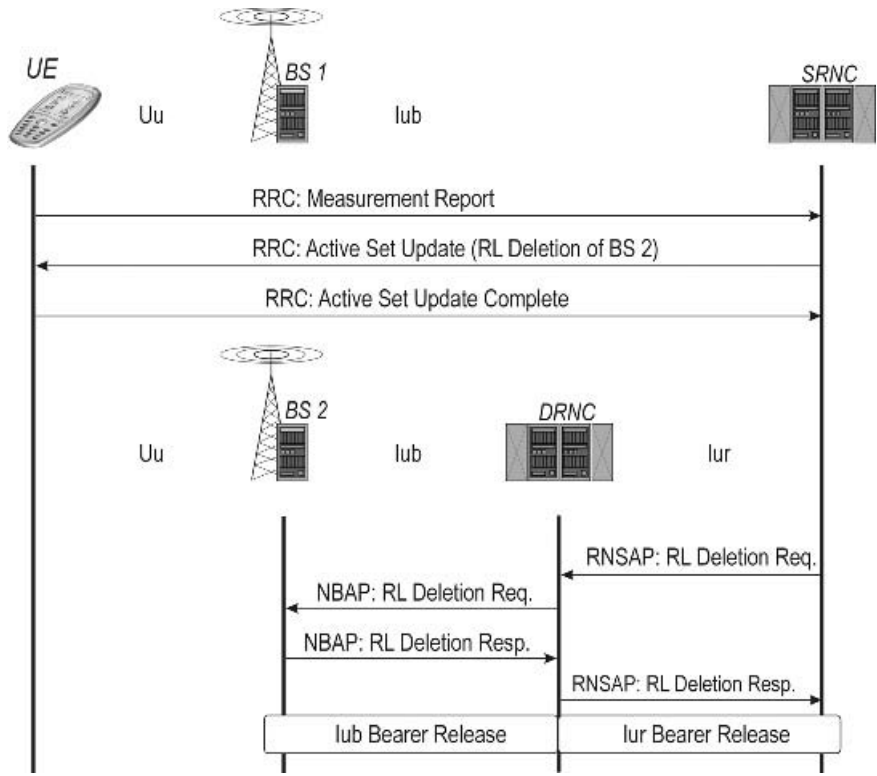 UE
BS 1
SRNC
Uu
Iub
RRC: Measurement Report
RRC: Active Set Update (RL Deletion of BS 2)
RRC: Active Set Update Complete
BS 2
DRNC
Uu
Iub
Iur
RNSAP: RL Deletion Req.
NBAP: RL Deletion Req.
NBAP: RL Deletion Resp.
RNSAP: RL Deletion Resp.
Iub Bearer Release
Iur Bearer Release